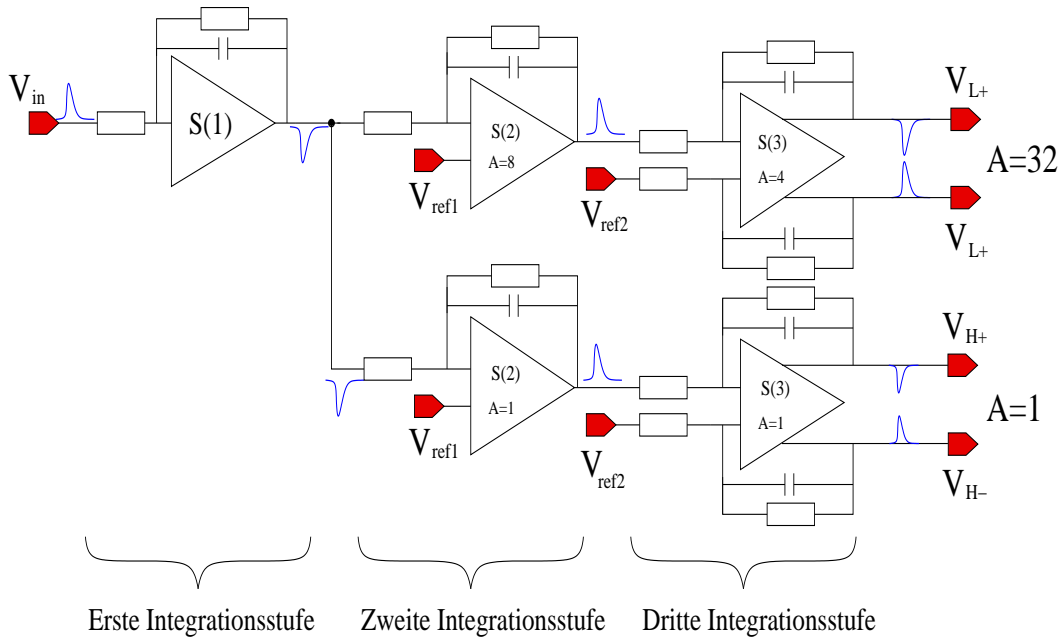 V_in
S(1)
S(2)
A=8
V_ref1
S(3)
A=4
V_ref2
V_L+
A=32
V_L+
S(2)
A=1
V_ref1
S(3)
A=1
V_ref2
V_H+
A=1
V_H−
Erste Integrationsstufe
Zweite Integrationsstufe
Dritte Integrationsstufe